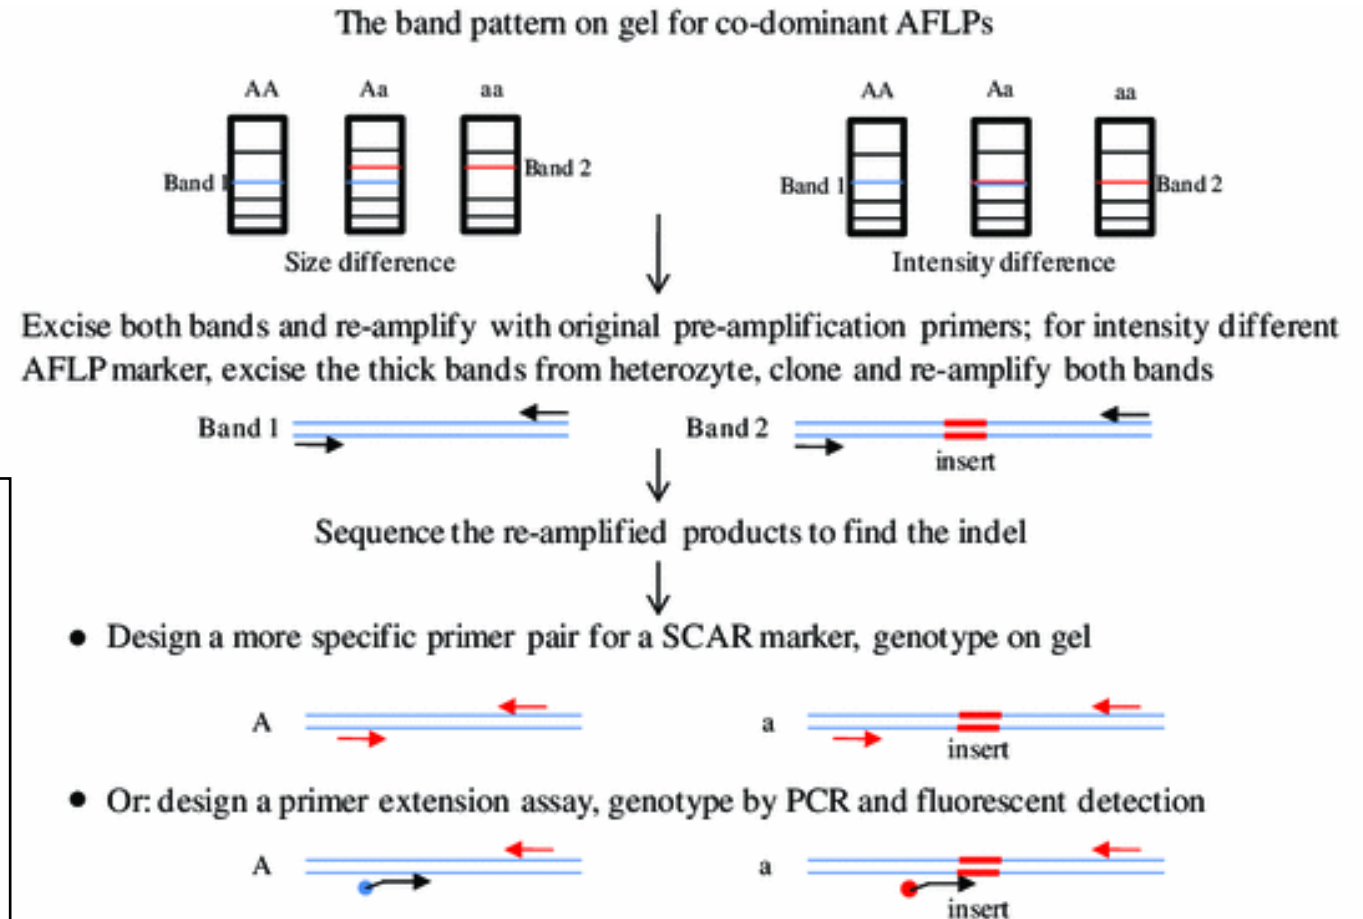 The band pattern on gel for co-dominant AFLPs
AA Aa aa AA Aa aa
Band 1 Band 2 Band 1 Band 2
Size difference Intensity difference
Excise both bands and re-amplify with original pre-amplification primers; for intensity different
AFLP marker, excise the thick bands from heterozyte, clone and re-amplify both bands
Band 1 Band 2
insert
Sequence the re-amplified products to find the indel
● Design a more specific primer pair for a SCAR marker, genotype on gel
A a
insert
● Or: design a primer extension assay, genotype by PCR and fluorescent detection
A a
insert